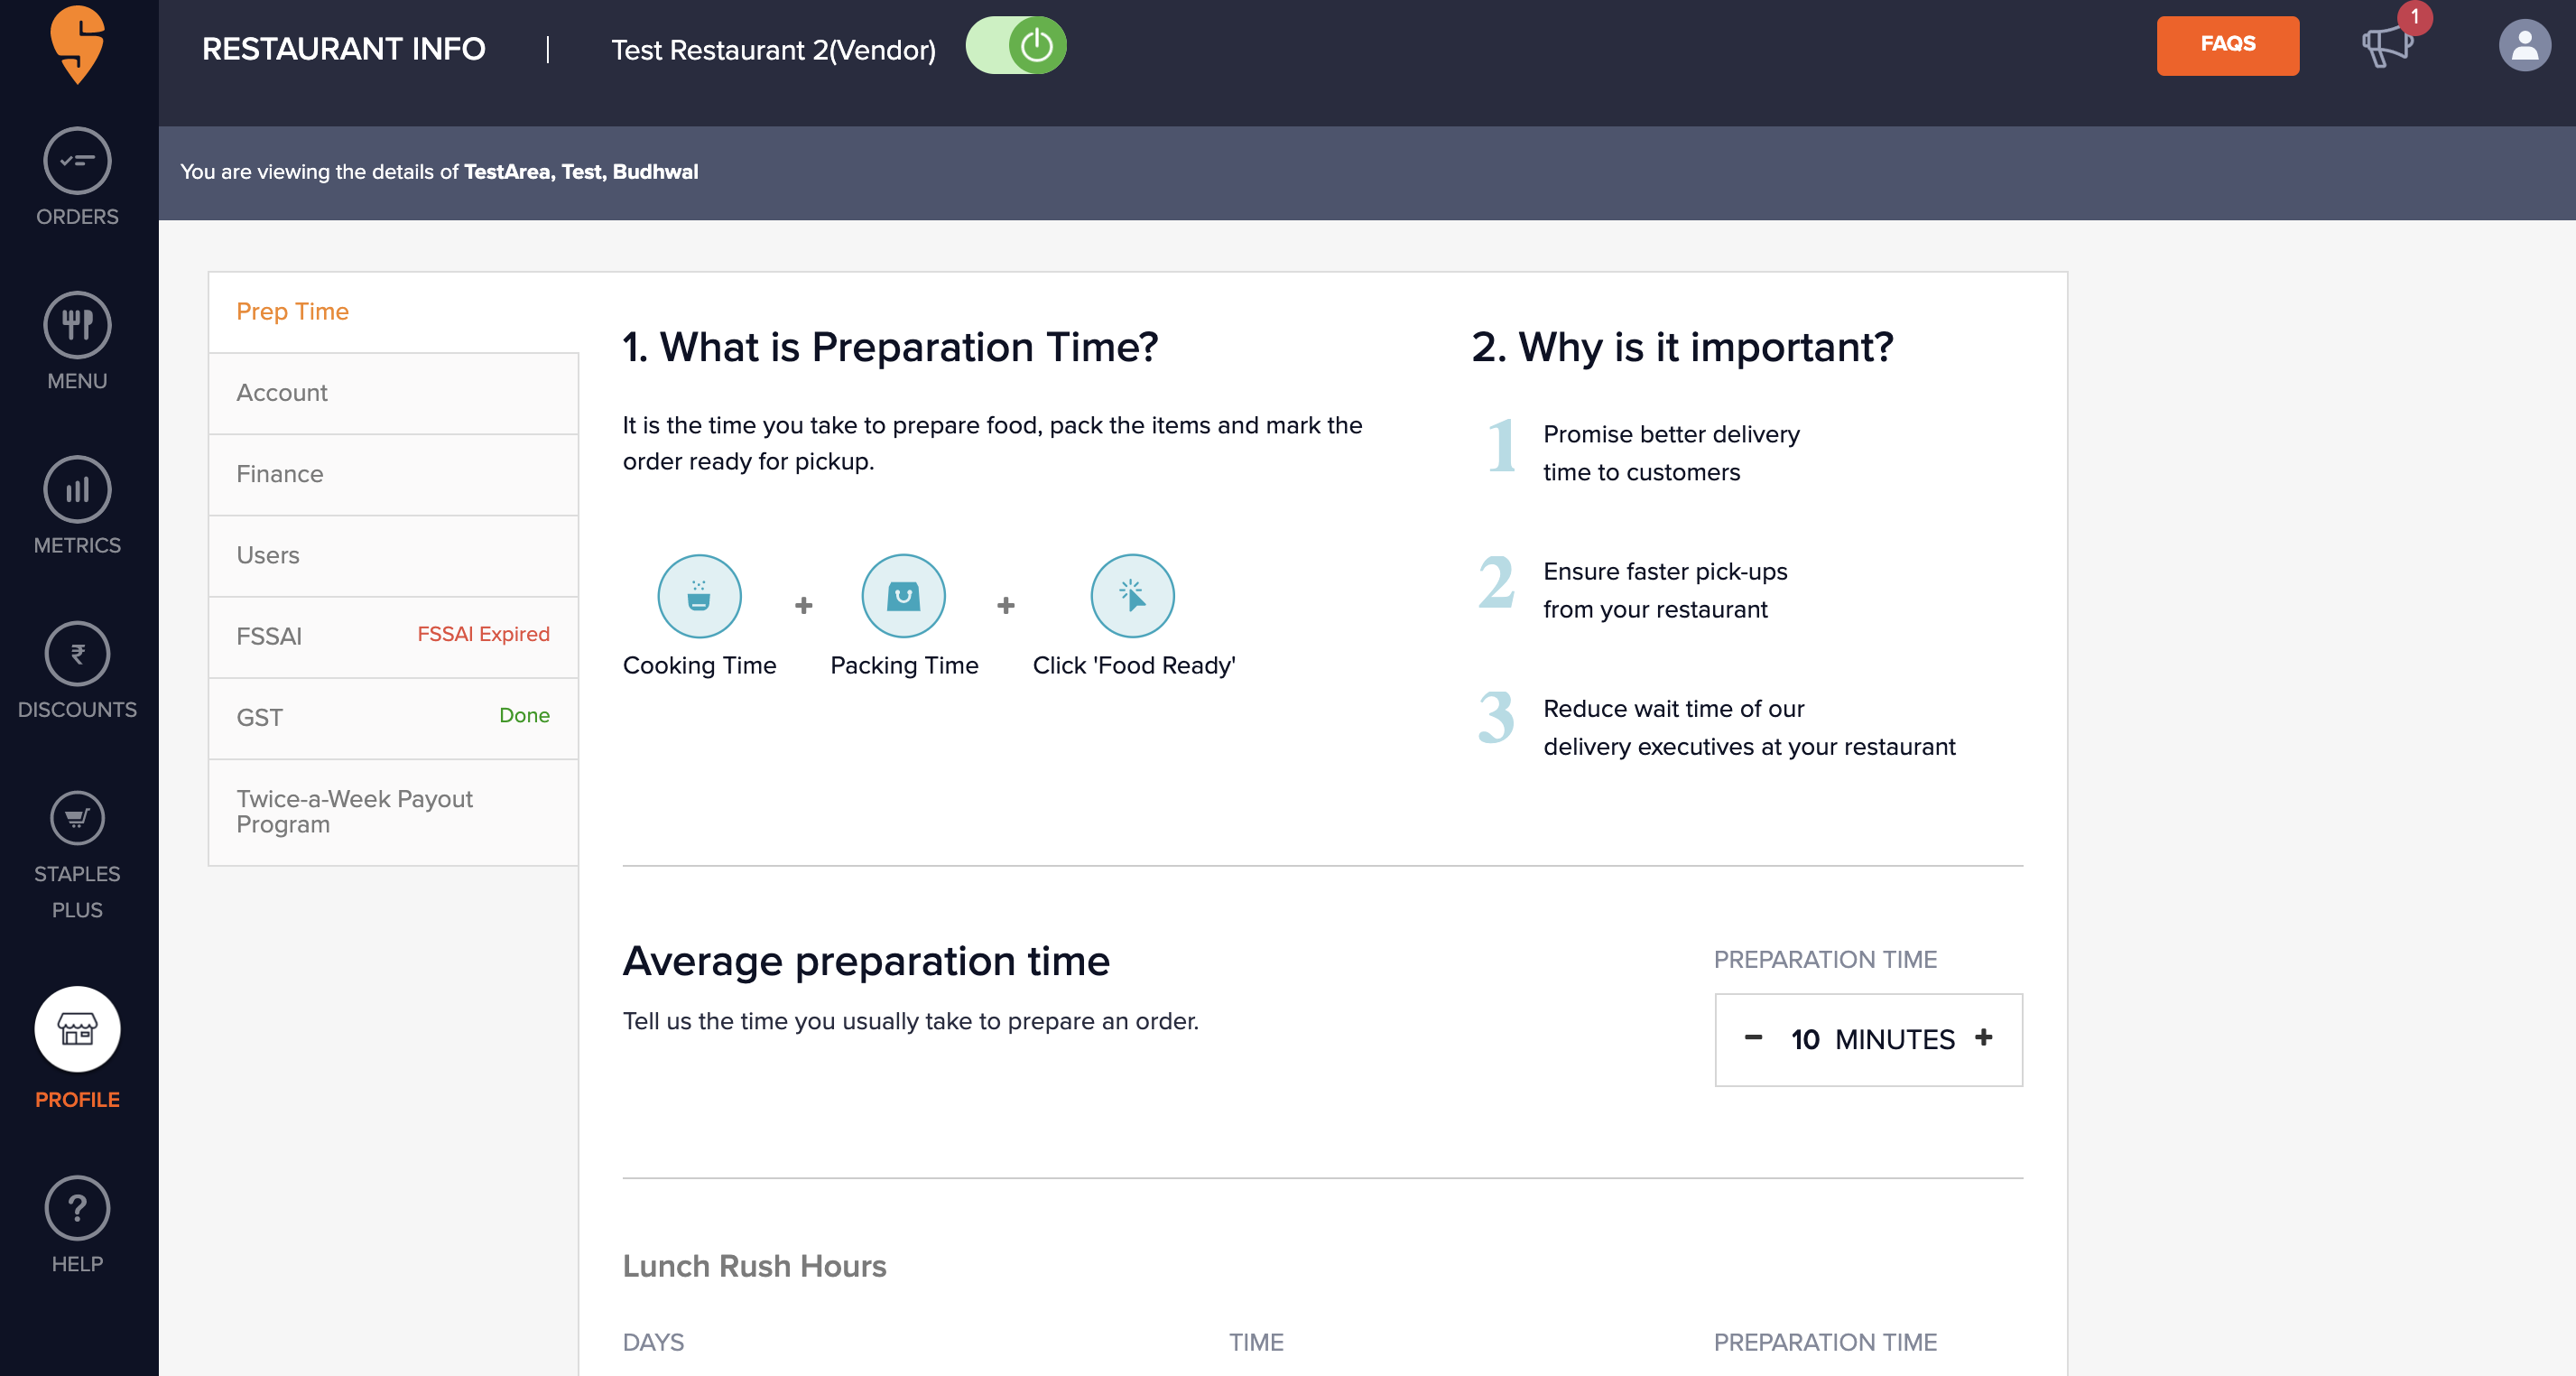 RESTAURANT INFO
Test Restaurant 2(Vendor)
FAQS
1
You are viewing the details of TestArea, Test, Budhwal
ORDERS
MENU
METRICS
₹
DISCOUNTS
STAPLES
PLUS
PROFILE
?
HELP
Prep Time
Account
Finance
Users
FSSAI
FSSAI Expired
GST
Done
Twice-a-Week Payout
Program
1. What is Preparation Time?
It is the time you take to prepare food, pack the items and mark the
order ready for pickup.
+
+
Cooking Time
Packing Time
Click 'Food Ready'
2. Why is it important?
1
Promise better delivery
time to customers
2
Ensure faster pick-ups
from your restaurant
3
Reduce wait time of our
delivery executives at your restaurant
Average preparation time
Tell us the time you usually take to prepare an order.
PREPARATION TIME
− 10 MINUTES +
Lunch Rush Hours
DAYS
TIME
PREPARATION TIME